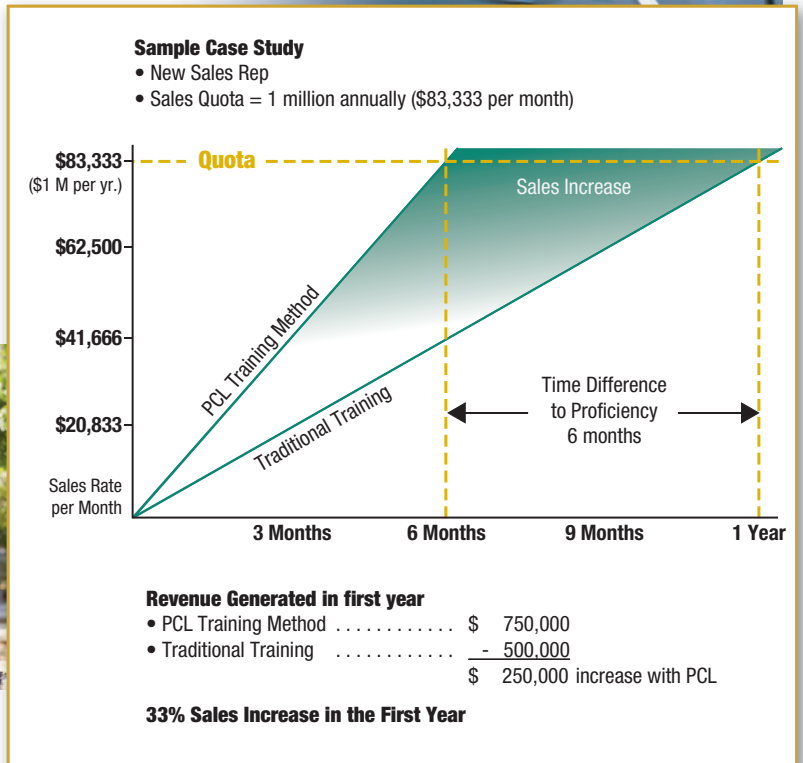 Sample Case Study
• New Sales Rep
• Sales Quota = 1 million annually ($83,333 per month)
$83,333
Quota
($1 M per yr.)
Sales Increase
$62,500
$41,666
PCL Training Method
Time Difference
to Proficiency
6 months
$20,833
Traditional Training
Sales Rate
per Month
3 Months 6 Months 9 Months 1 Year
Revenue Generated in first year
• PCL Training Method . . . . . . . . . . . . $ 750,000
• Traditional Training . . . . . . . . . . . . - 500,000
$ 250,000 increase with PCL
33% Sales Increase in the First Year